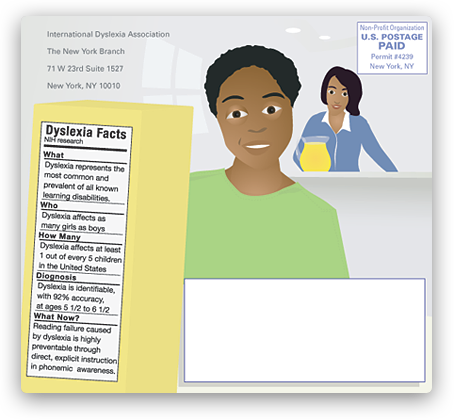 International Dyslexia Association
The New York Branch
71 W 23rd Suite 1527
New York, NY 10010
Non-Profit Organization
U.S. POSTAGE
PAID
Permit #4239
New York, NY
Dyslexia Facts
NIH research
What
Dyslexia represents the
most common and
prevalent of all known
learning disabilities.
Who
Dyslexia affects as
many girls as boys
How Many
Dyslexia affects at least
1 out of every 5 children
in the United States
Diagnosis
Dyslexia is identifiable,
with 92% accuracy,
at ages 5 1/2 to 6 1/2
What Now?
Reading failure caused
by dyslexia is highly
preventable through
direct, explicit instruction
in phonemic awareness.